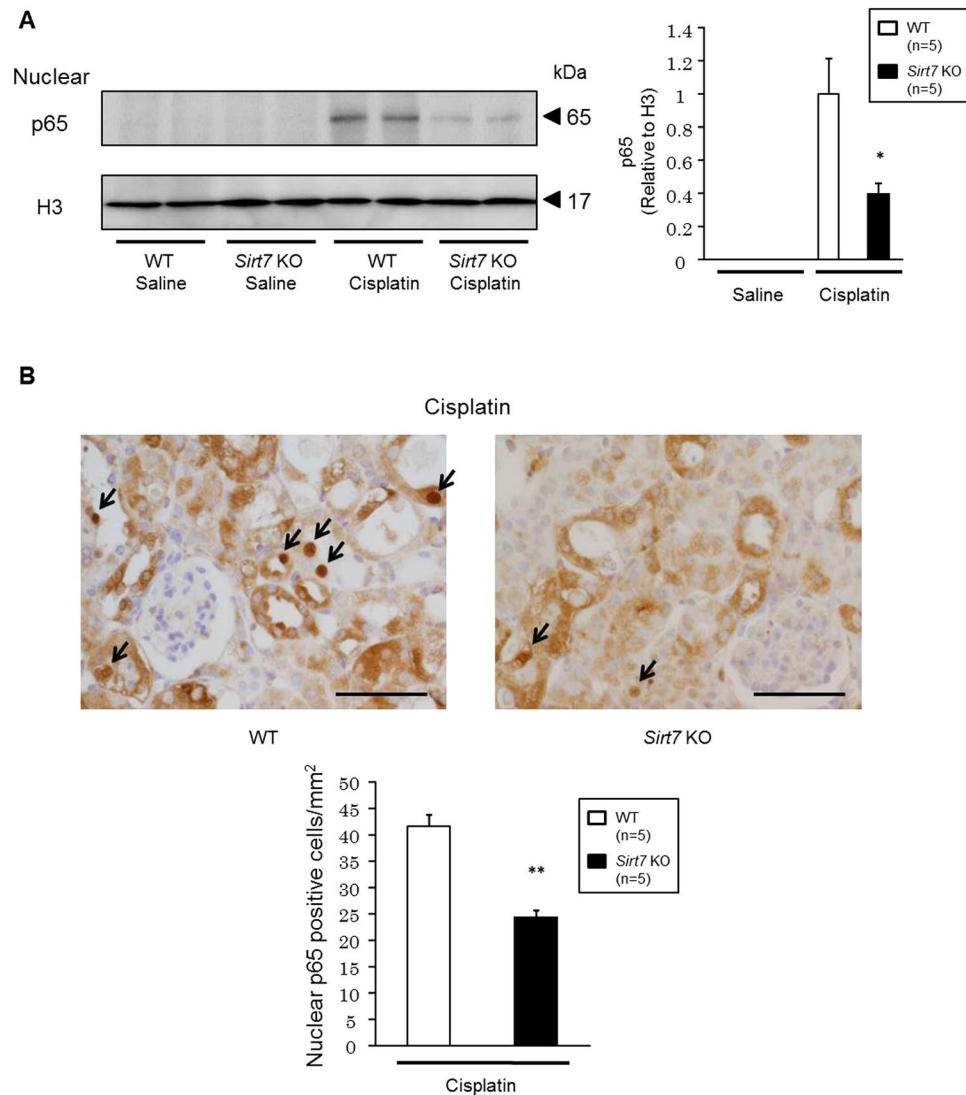 A
Nuclear
kDa
p65
◀ 65
H3
◀ 17
WT
Saline
Sirt7 KO
Saline
WT
Cisplatin
Sirt7 KO
Cisplatin
p65
(Relative to H3)
1.4
1.2
1
0.8
0.6
0.4
0.2
0
*
WT
(n=5)
Sirt7 KO
(n=5)
Saline
Cisplatin
B
Cisplatin
WT
Sirt7 KO
Nuclear p65 positive cells/mm²
50
45
40
35
30
25
20
15
10
5
0
**
WT
(n=5)
Sirt7 KO
(n=5)
Cisplatin